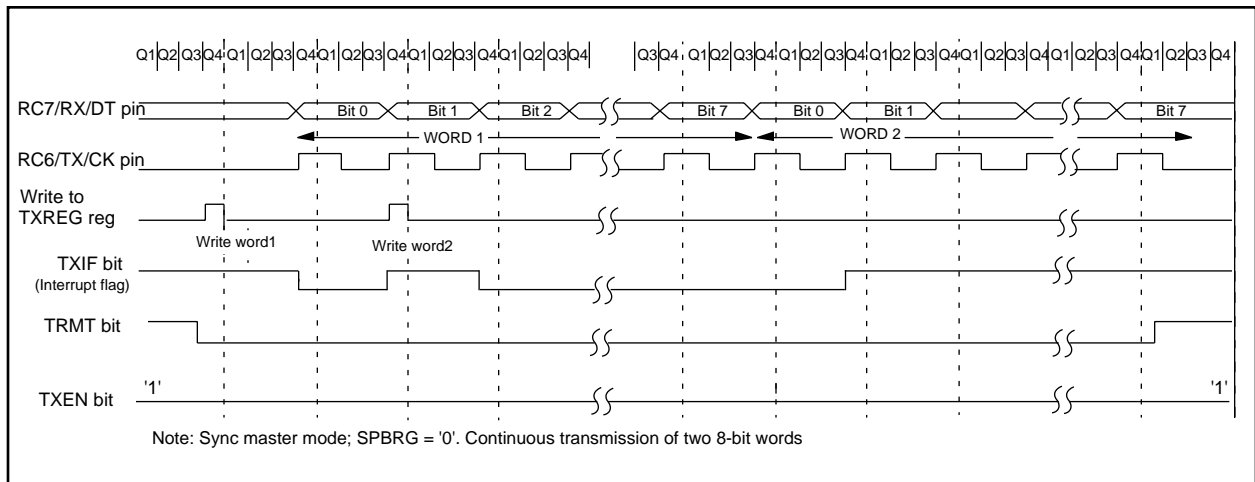 Q1 Q2 Q3 Q4 Q1 Q2 Q3 Q4 Q1 Q2 Q3 Q4 Q1 Q2 Q3 Q4 Q1 Q2 Q3 Q4 Q3 Q4 Q1 Q2 Q3 Q4 Q1 Q2 Q3 Q4 Q1 Q2 Q3 Q4 Q1 Q2 Q3 Q4 Q1 Q2 Q3 Q4 Q1 Q2 Q3 Q4
RC7/RX/DT pin Bit 0 Bit 1 Bit 2 Bit 7 Bit 0 Bit 1 Bit 7
WORD 1 WORD 2
RC6/TX/CK pin
Write to
TXREG reg
Write word1 Write word2
TXIF bit
(Interrupt flag)
TRMT bit
'1' '1'
TXEN bit
Note: Sync master mode; SPBRG = '0'. Continuous transmission of two 8-bit words